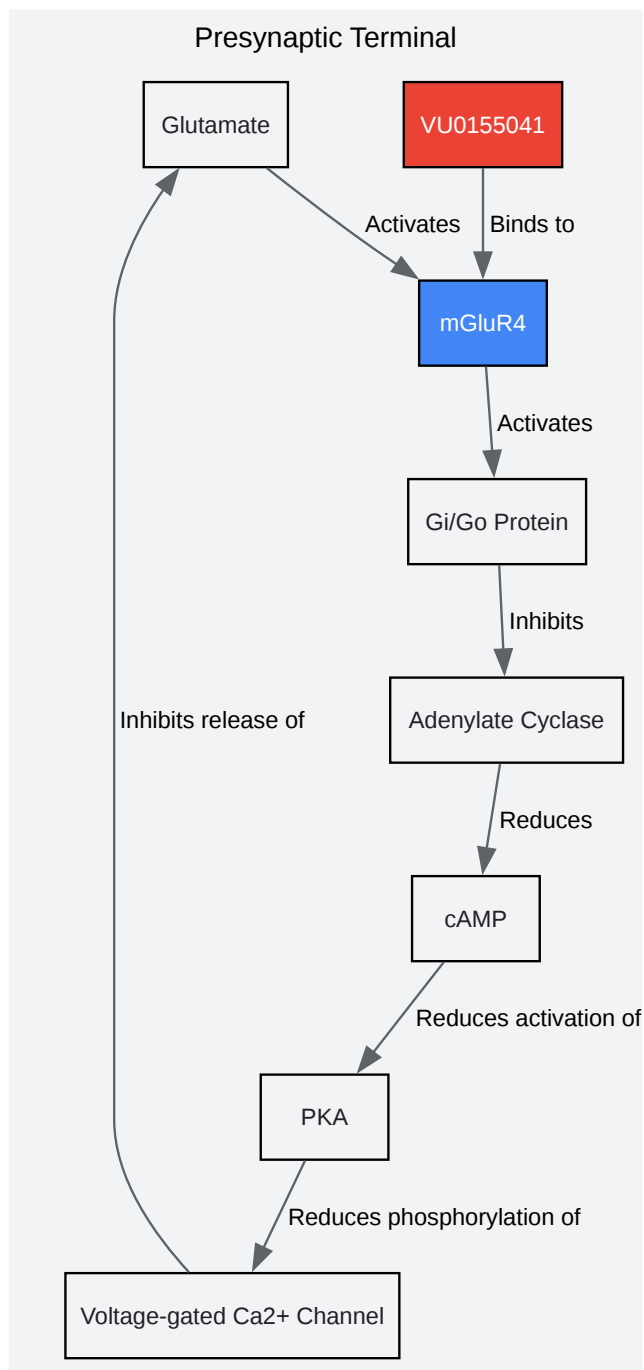 Presynaptic Terminal
Glutamate
VU0155041
Activates
Binds to
mGluR4
Activates
Gi/Go Protein
Inhibits
Adenylate Cyclase
Inhibits release of
Reduces
cAMP
Reduces activation of
PKA
Reduces phosphorylation of
Voltage-gated Ca2+ Channel